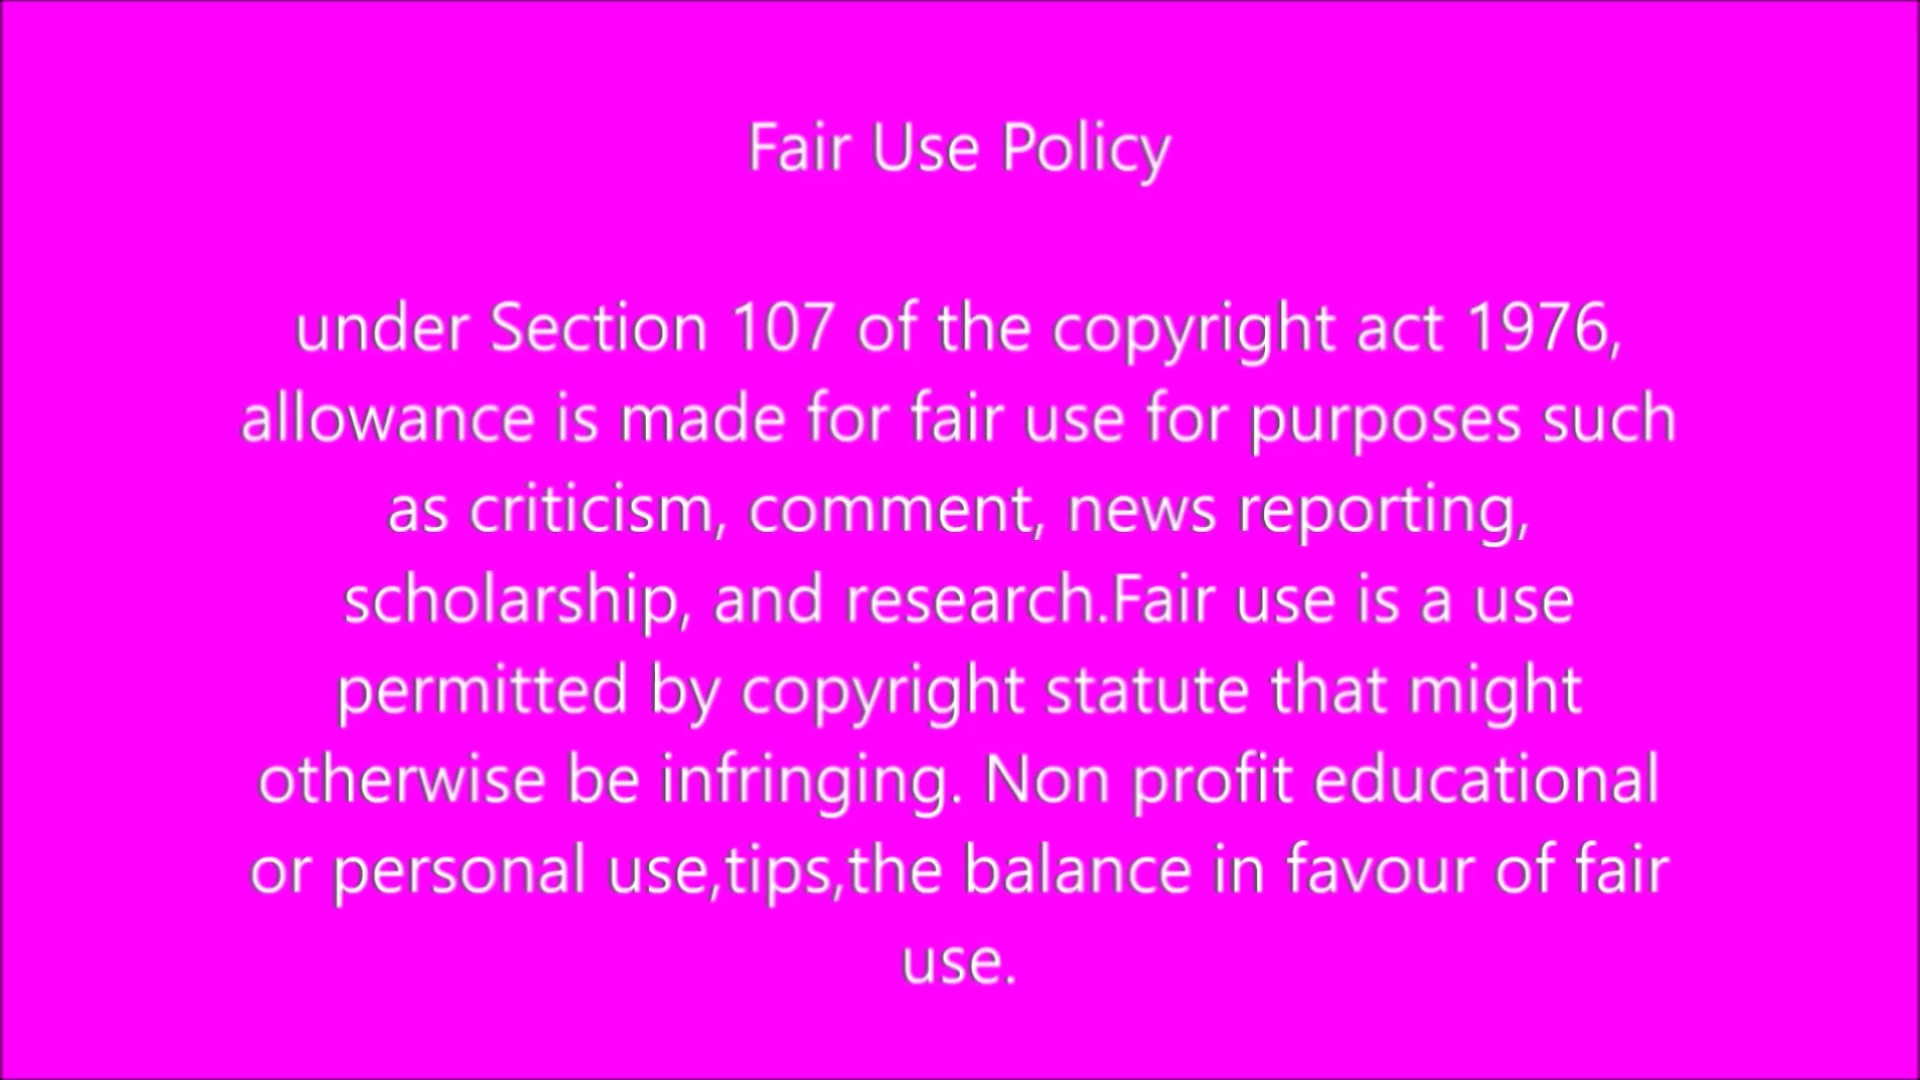 Fair Use Policy
under Section 107 of the copyright act 1976,
allowance is made for fair use for purposes such
as criticism, comment, news reporting,
scholarship, and research.Fair use is a use
permitted by copyright statute that might
otherwise be infringing. Non profit educational
or personal use,tips,the balance in favour of fair
use.